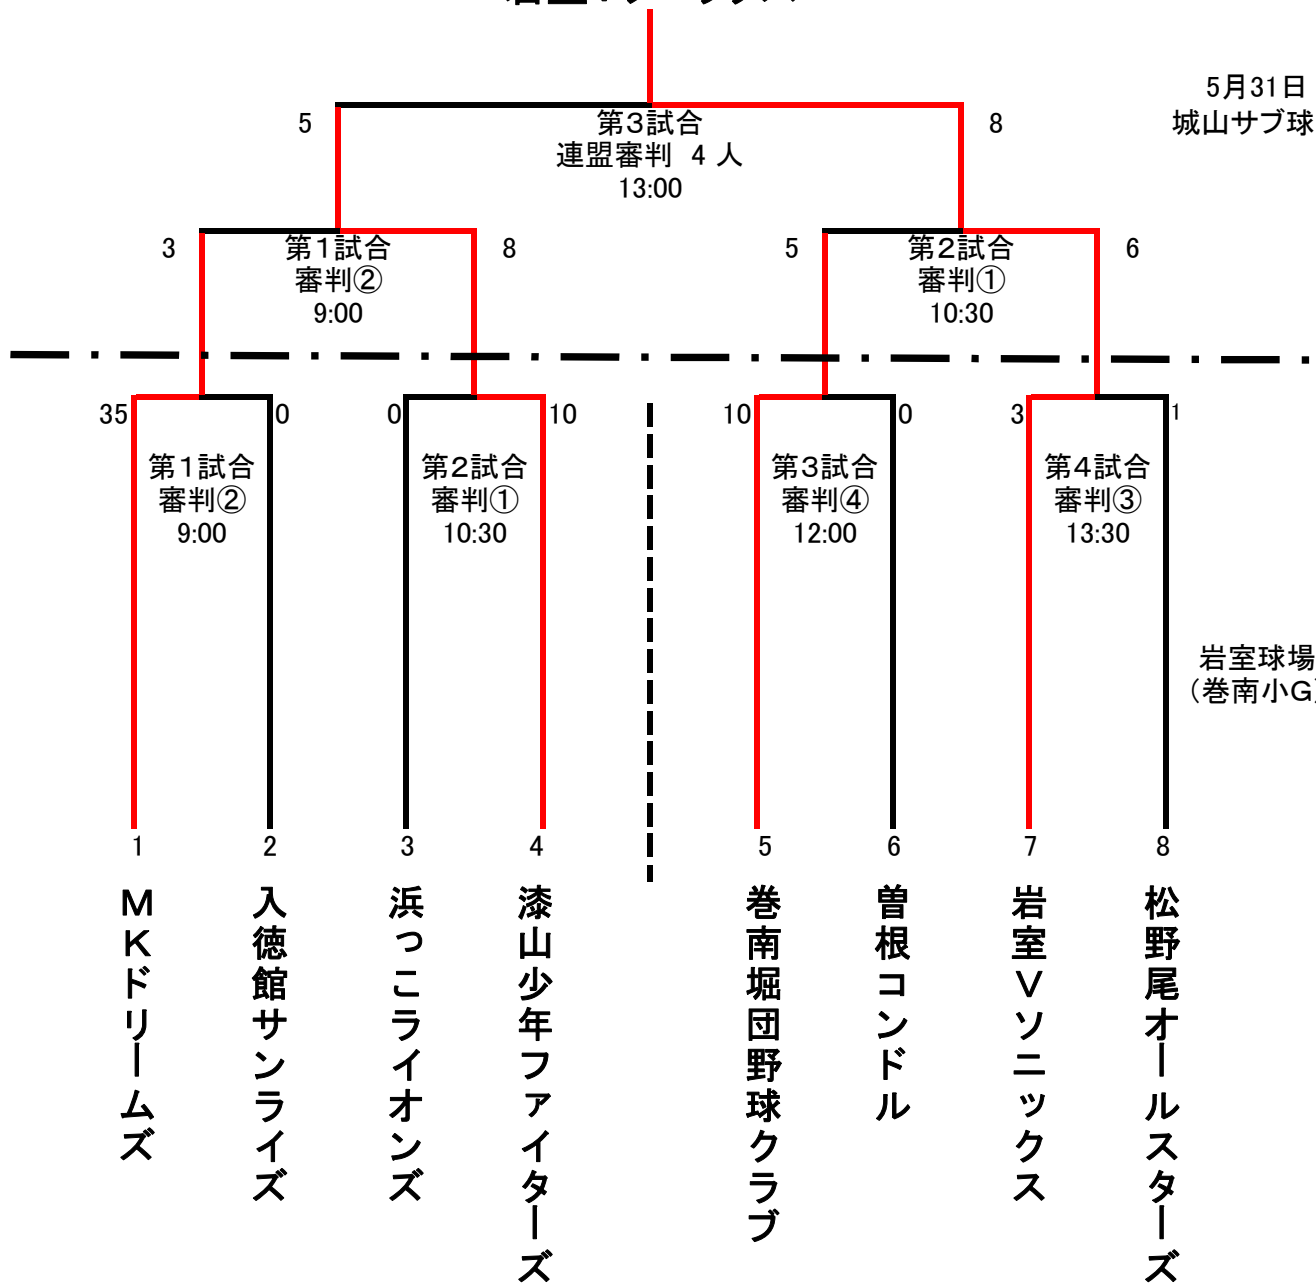 5月31日
城山サブ球
5
8
第3試合
連盟審判 4 人
13:00
3
第1試合
審判②
9:00
8
5
第2試合
審判①
10:30
6
35
0
第1試合
審判②
9:00
0
10
第2試合
審判①
10:30
10
0
第3試合
審判④
12:00
3
1
第4試合
審判③
13:30
岩室球場
(巻南小G)
1
2
3
4
5
6
7
8
MKドリームズ
入徳館サンライズ
浜っこライオンズ
漆山少年ファイターズ
巻南堀団野球クラブ
曽根コンドル
岩室Vソニックス
松野尾オールスターズ